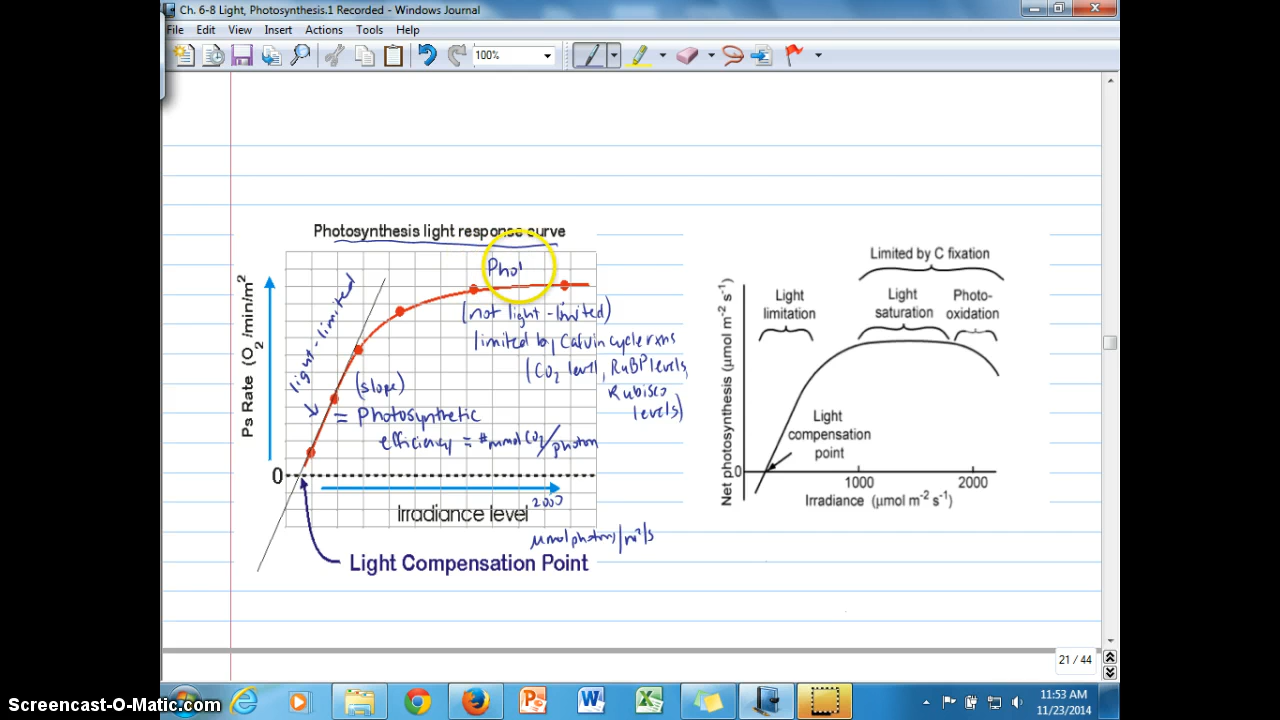 Ch. 6-8 Light, Photosynthesis.1 Recorded - Windows Journal
File Edit View Insert Actions Tools Help
100%
Photosynthesis light response curve
Phot
light-limited
(not light-limited)
limited by Calvin cycle rxns
(CO2 level, RuBP levels,
Rubisco
levels)
(slope)
= Photosynthetic
efficiency = # mmol CO2/photon
Ps Rate (O2 /min/m2
0
2000
Irradiance level
µmol photons/m2/s
Light Compensation Point
Limited by C fixation
Light
limitation
Light
saturation
Photo-
oxidation
Net photosynthesis (µmol m-2 s-1)
Light
compensation
point
0
1000
2000
Irradiance (µmol m-2 s-1)
21 / 44
Screencast-O-Matic.com
11:53 AM
11/23/2014